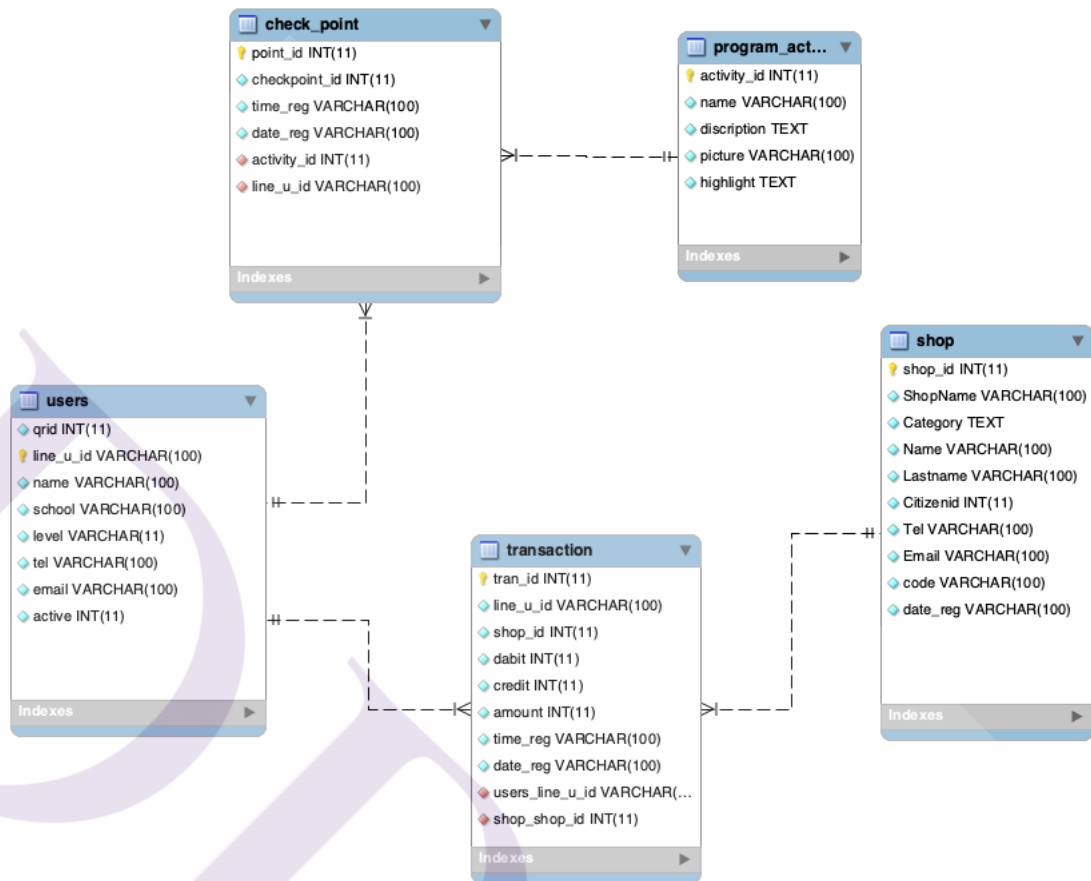 check_point
point_id INT(11)
checkpoint_id INT(11)
time_reg VARCHAR(100)
date_reg VARCHAR(100)
activity_id INT(11)
line_u_id VARCHAR(100)
Indexes
program_act...
activity_id INT(11)
name VARCHAR(100)
discription TEXT
picture VARCHAR(100)
highlight TEXT
Indexes
users
qrid INT(11)
line_u_id VARCHAR(100)
name VARCHAR(100)
school VARCHAR(100)
level VARCHAR(11)
tel VARCHAR(100)
email VARCHAR(100)
active INT(11)
Indexes
transaction
tran_id INT(11)
line_u_id VARCHAR(100)
shop_id INT(11)
dabit INT(11)
credit INT(11)
amount INT(11)
time_reg VARCHAR(100)
date_reg VARCHAR(100)
users_line_u_id VARCHAR(...
shop_shop_id INT(11)
Indexes
shop
shop_id INT(11)
ShopName VARCHAR(100)
Category TEXT
Name VARCHAR(100)
Lastname VARCHAR(100)
Citizenid INT(11)
Tel VARCHAR(100)
Email VARCHAR(100)
code VARCHAR(100)
date_reg VARCHAR(100)
Indexes